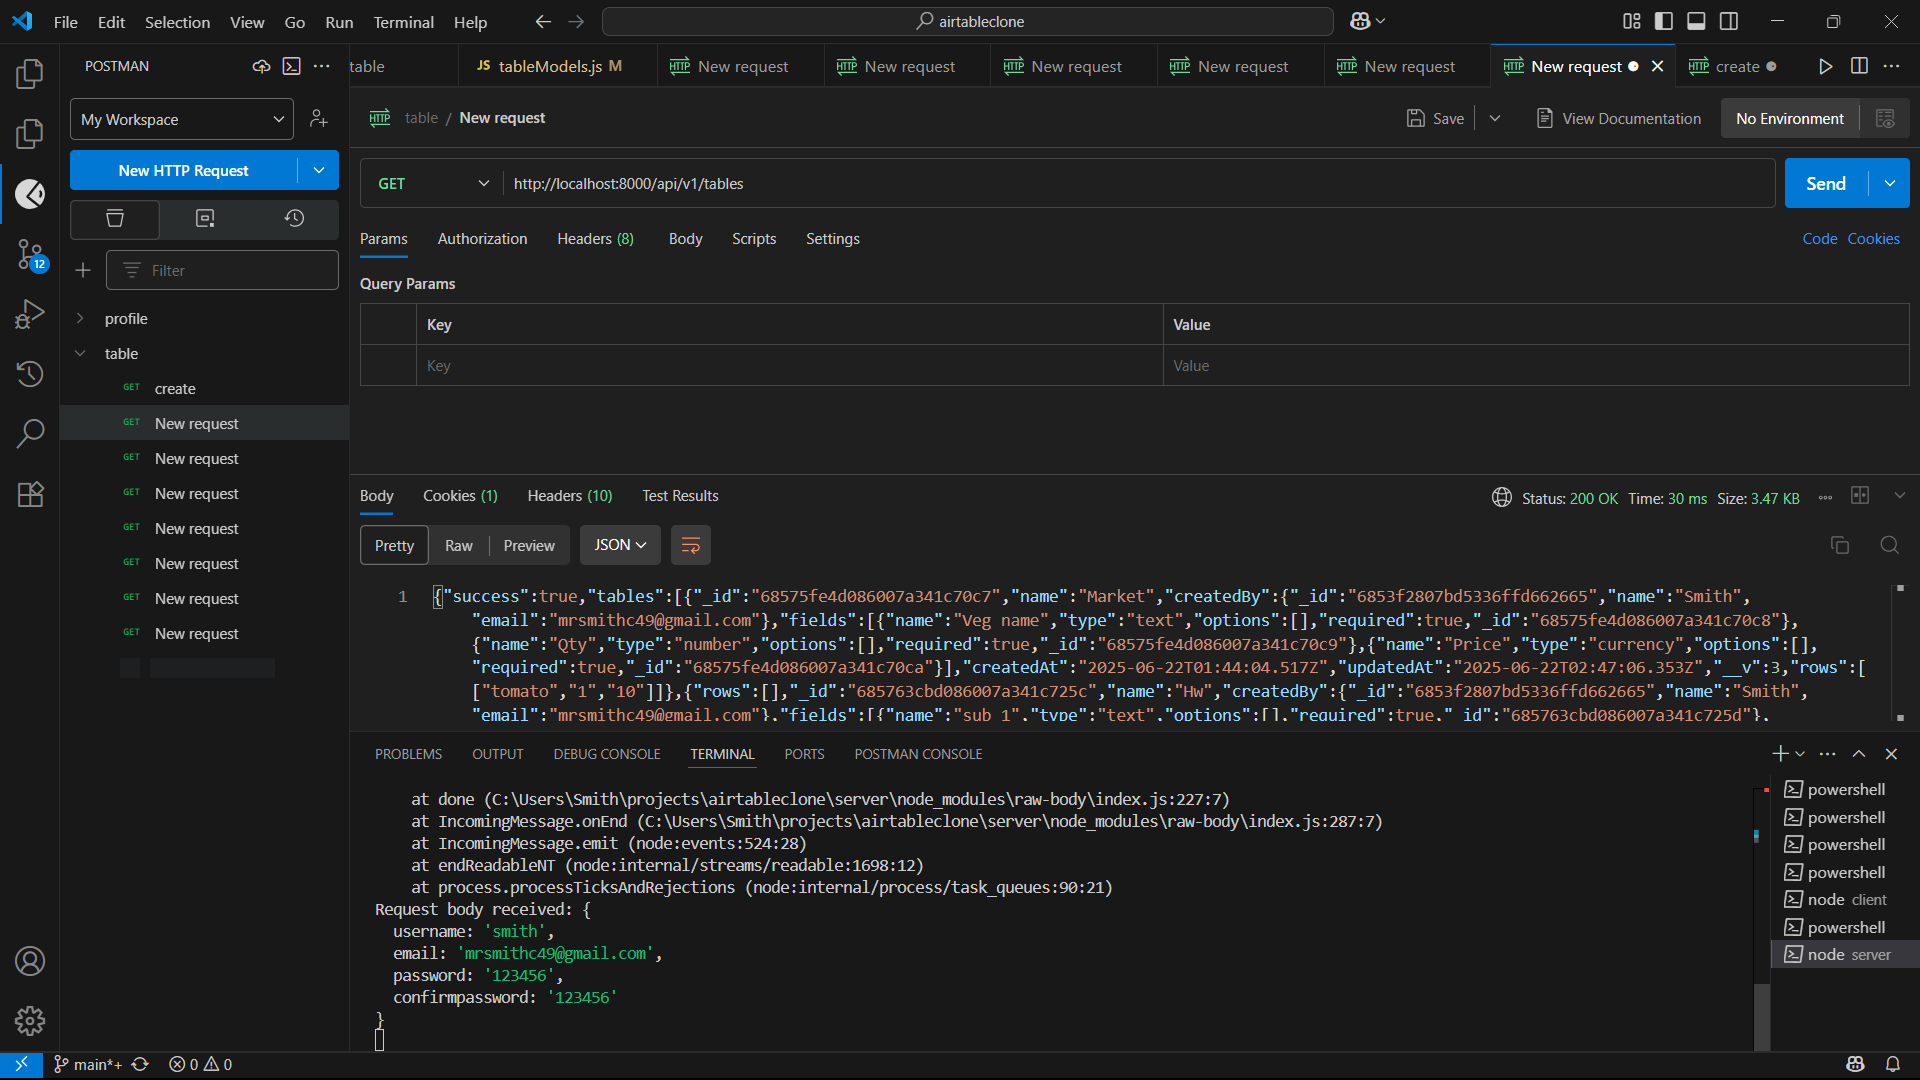 File Edit Selection View Go Run Terminal Help
airtableclone
POSTMAN
table
JS tableModels.js M
HTTP New request
HTTP New request
HTTP New request
HTTP New request
HTTP New request
HTTP New request
HTTP create
My Workspace
HTTP table / New request
Save
View Documentation
No Environment
New HTTP Request
GET http://localhost:8000/api/v1/tables
Send
Params Authorization Headers (8) Body Scripts Settings
Code Cookies
Filter
Query Params
Key Value
Key Value
profile
table
GET create
GET New request
GET New request
GET New request
GET New request
GET New request
GET New request
GET New request
12
Body Cookies (1) Headers (10) Test Results
Status: 200 OK Time: 30 ms Size: 3.47 KB
Pretty Raw Preview JSON
1 {"success":true,"tables":[{"_id":"68575fe4d086007a341c70c7","name":"Market","createdBy":{"_id":"6853f2807bd5336ffd662665","name":"Smith",
"email":"mrsmithc49@gmail.com"},"fields":[{"name":"Veg name","type":"text","options":[],"required":true,"_id":"68575fe4d086007a341c70c8"},
{"name":"Qty","type":"number","options":[],"required":true,"_id":"68575fe4d086007a341c70c9"},{"name":"Price","type":"currency","options":[],
"required":true,"_id":"68575fe4d086007a341c70ca"}],"createdAt":"2025-06-22T01:44:04.517Z","updatedAt":"2025-06-22T02:47:06.353Z","__v":3,"rows":[
["tomato","1","10"]]},{"rows":[],"_id":"685763cbd086007a341c725c","name":"Hw","createdBy":{"_id":"6853f2807bd5336ffd662665","name":"Smith",
"email":"mrsmithc49@gmail.com"},"fields":[{"name":"sub 1","type":"text","options":[],"required":true,"_id":"685763cbd086007a341c725d"},
PROBLEMS OUTPUT DEBUG CONSOLE TERMINAL PORTS POSTMAN CONSOLE
at done (C:\Users\Smith\projects\airtableclone\server\node_modules\raw-body\index.js:227:7)
at IncomingMessage.onEnd (C:\Users\Smith\projects\airtableclone\server\node_modules\raw-body\index.js:287:7)
at IncomingMessage.emit (node:events:524:28)
at endReadableNT (node:internal/streams/readable:1698:12)
at process.processTicksAndRejections (node:internal/process/task_queues:90:21)
Request body received: {
username: 'smith',
email: 'mrsmithc49@gmail.com',
password: '123456',
confirmpassword: '123456'
}
powershell
powershell
powershell
powershell
node client
powershell
node server
main*+ 0 0